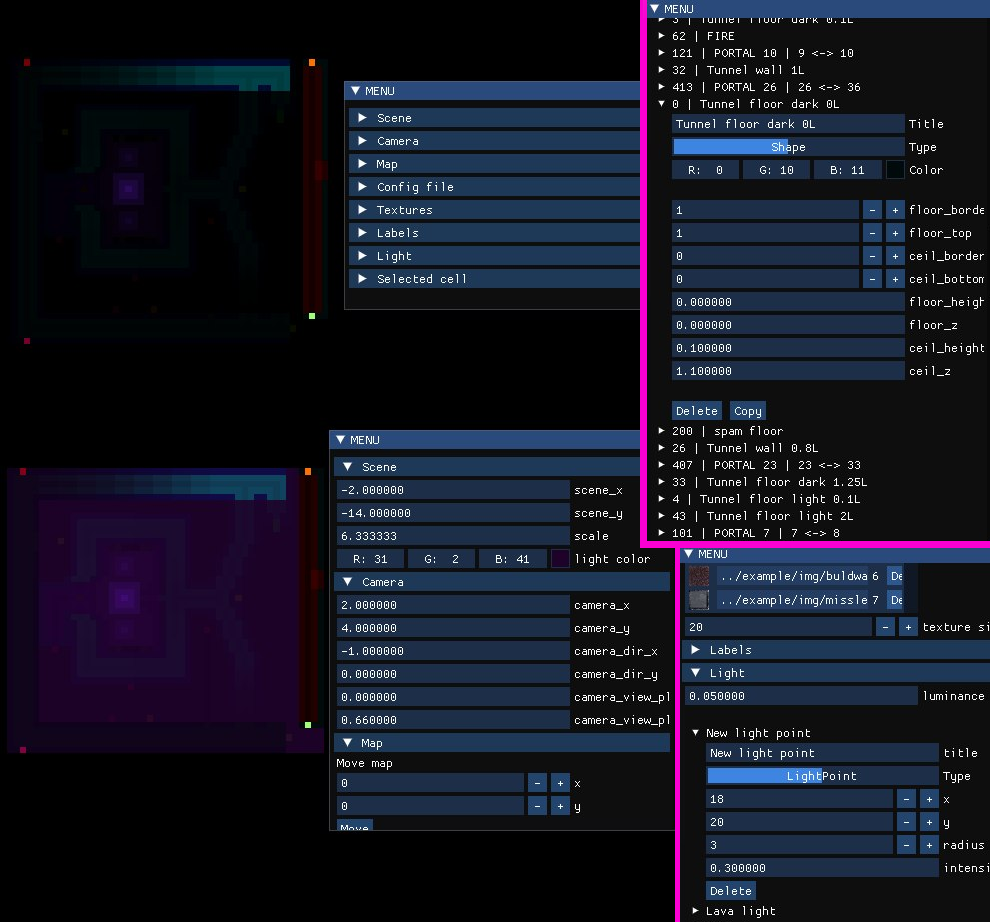 MENU
Scene
Camera
Map
Config file
Textures
Labels
Light
Selected cell
MENU
3 | Tunnel floor dark 0.1L
62 | FIRE
121 | PORTAL 10 | 9 <-> 10
32 | Tunnel wall 1L
413 | PORTAL 26 | 26 <-> 36
0 | Tunnel floor dark 0L
Tunnel floor dark 0L Title
Shape Type
R: 0 G: 10 B: 11 Color
1 - + floor_borde
1 - + floor_top
0 - + ceil_border
0 - + ceil_bottom
0.000000 floor_heigh
0.000000 floor_z
0.100000 ceil_height
1.100000 ceil_z
Delete Copy
200 | spam floor
26 | Tunnel wall 0.8L
407 | PORTAL 23 | 23 <-> 33
33 | Tunnel floor dark 1.25L
4 | Tunnel floor light 0.1L
43 | Tunnel floor light 2L
101 | PORTAL 7 | 7 <-> 8
MENU
Scene
-2.000000 scene_x
-14.000000 scene_y
6.333333 scale
R: 31 G: 2 B: 41 light color
Camera
2.000000 camera_x
4.000000 camera_y
-1.000000 camera_dir_x
0.000000 camera_dir_y
0.000000 camera_view_pl
0.660000 camera_view_pl
Map
Move map
0 - + x
0 - + y
Move
MENU
../example/img/buldwa 6 De
../example/img/missle 7 De
20 - + texture si
Labels
Light
0.050000 luminance
New light point
New light point title
LightPoint Type
18 - + x
20 - + y
3 - + radius
0.300000 intensi
Delete
Lava light